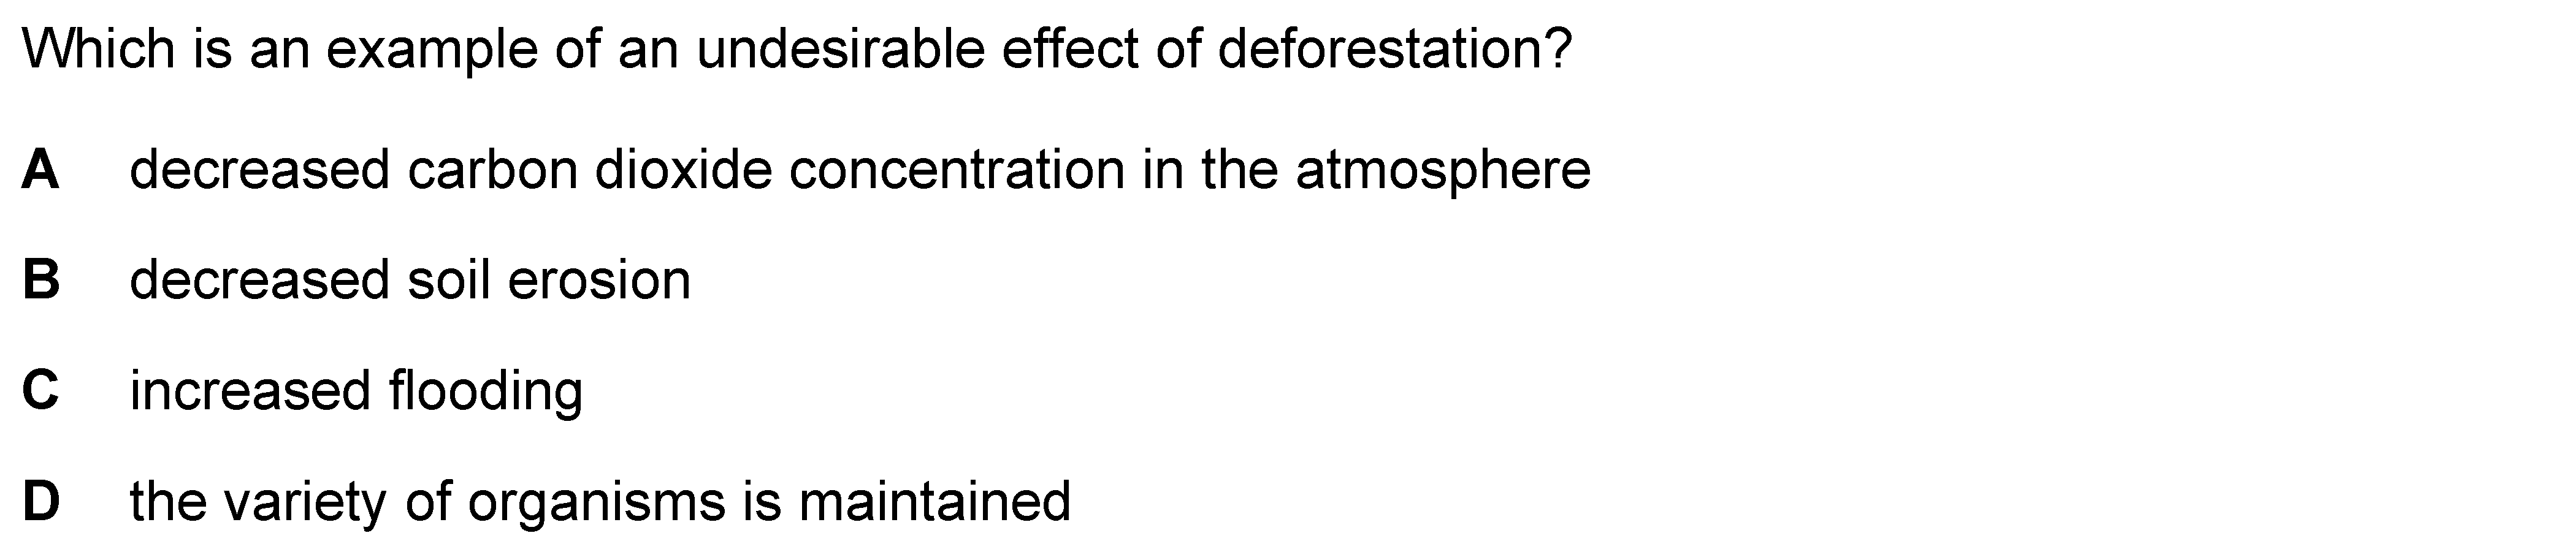 Which is an example of an undesirable effect of deforestation?
A decreased carbon dioxide concentration in the atmosphere
B decreased soil erosion
C increased flooding
D the variety of organisms is maintained